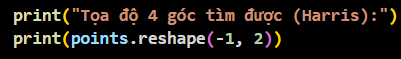 print("Tọa độ 4 góc tìm được (Harris):")
print(points.reshape(-1, 2))